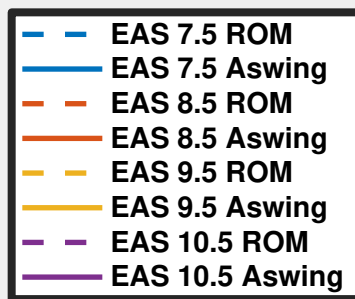 EAS 7.5 ROM
EAS 7.5 Aswing
EAS 8.5 ROM
EAS 8.5 Aswing
EAS 9.5 ROM
EAS 9.5 Aswing
EAS 10.5 ROM
EAS 10.5 Aswing